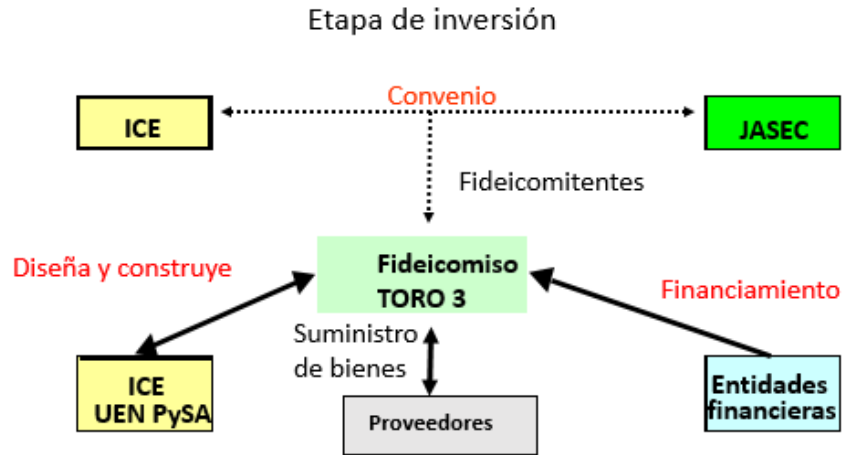 Etapa de inversión
Convenio
ICE
JASEC
Fideicomitentes
Diseña y construye
Fideicomiso
TORO 3
Financiamiento
Suministro
de bienes
ICE
UEN PySA
Proveedores
Entidades
financieras